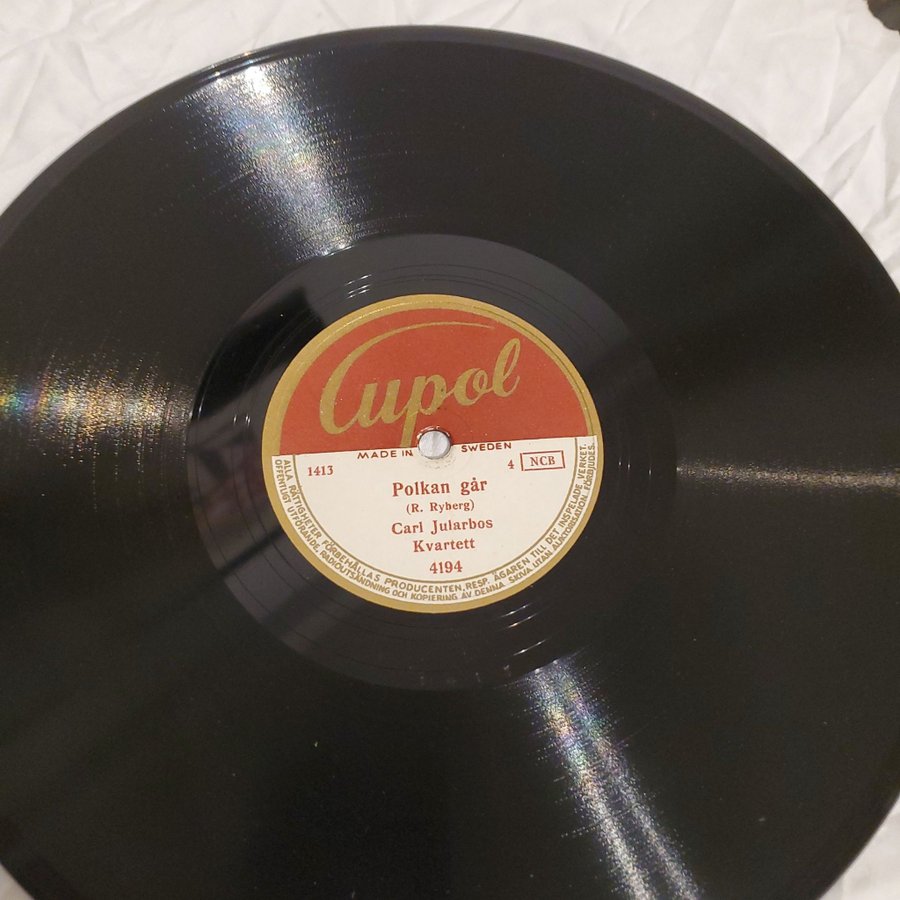 Cupol
MADE IN SWEDEN
1413
4 NCB
Polkan går
(R. Ryberg)
Carl Jularbos
Kvartett
4194
ALLA RÄTTIGHETER FÖRBEHÅLLAS PRODUCENTEN, RESP. ÄGAREN TILL DET INSPELADE VERKET.
OFFENTLIGT UTFÖRANDE, RADIOUTSÄNDNING OCH KOPIERING AV DENNA SKIVA UTAN AUKTORISATION FÖRBJUDES.